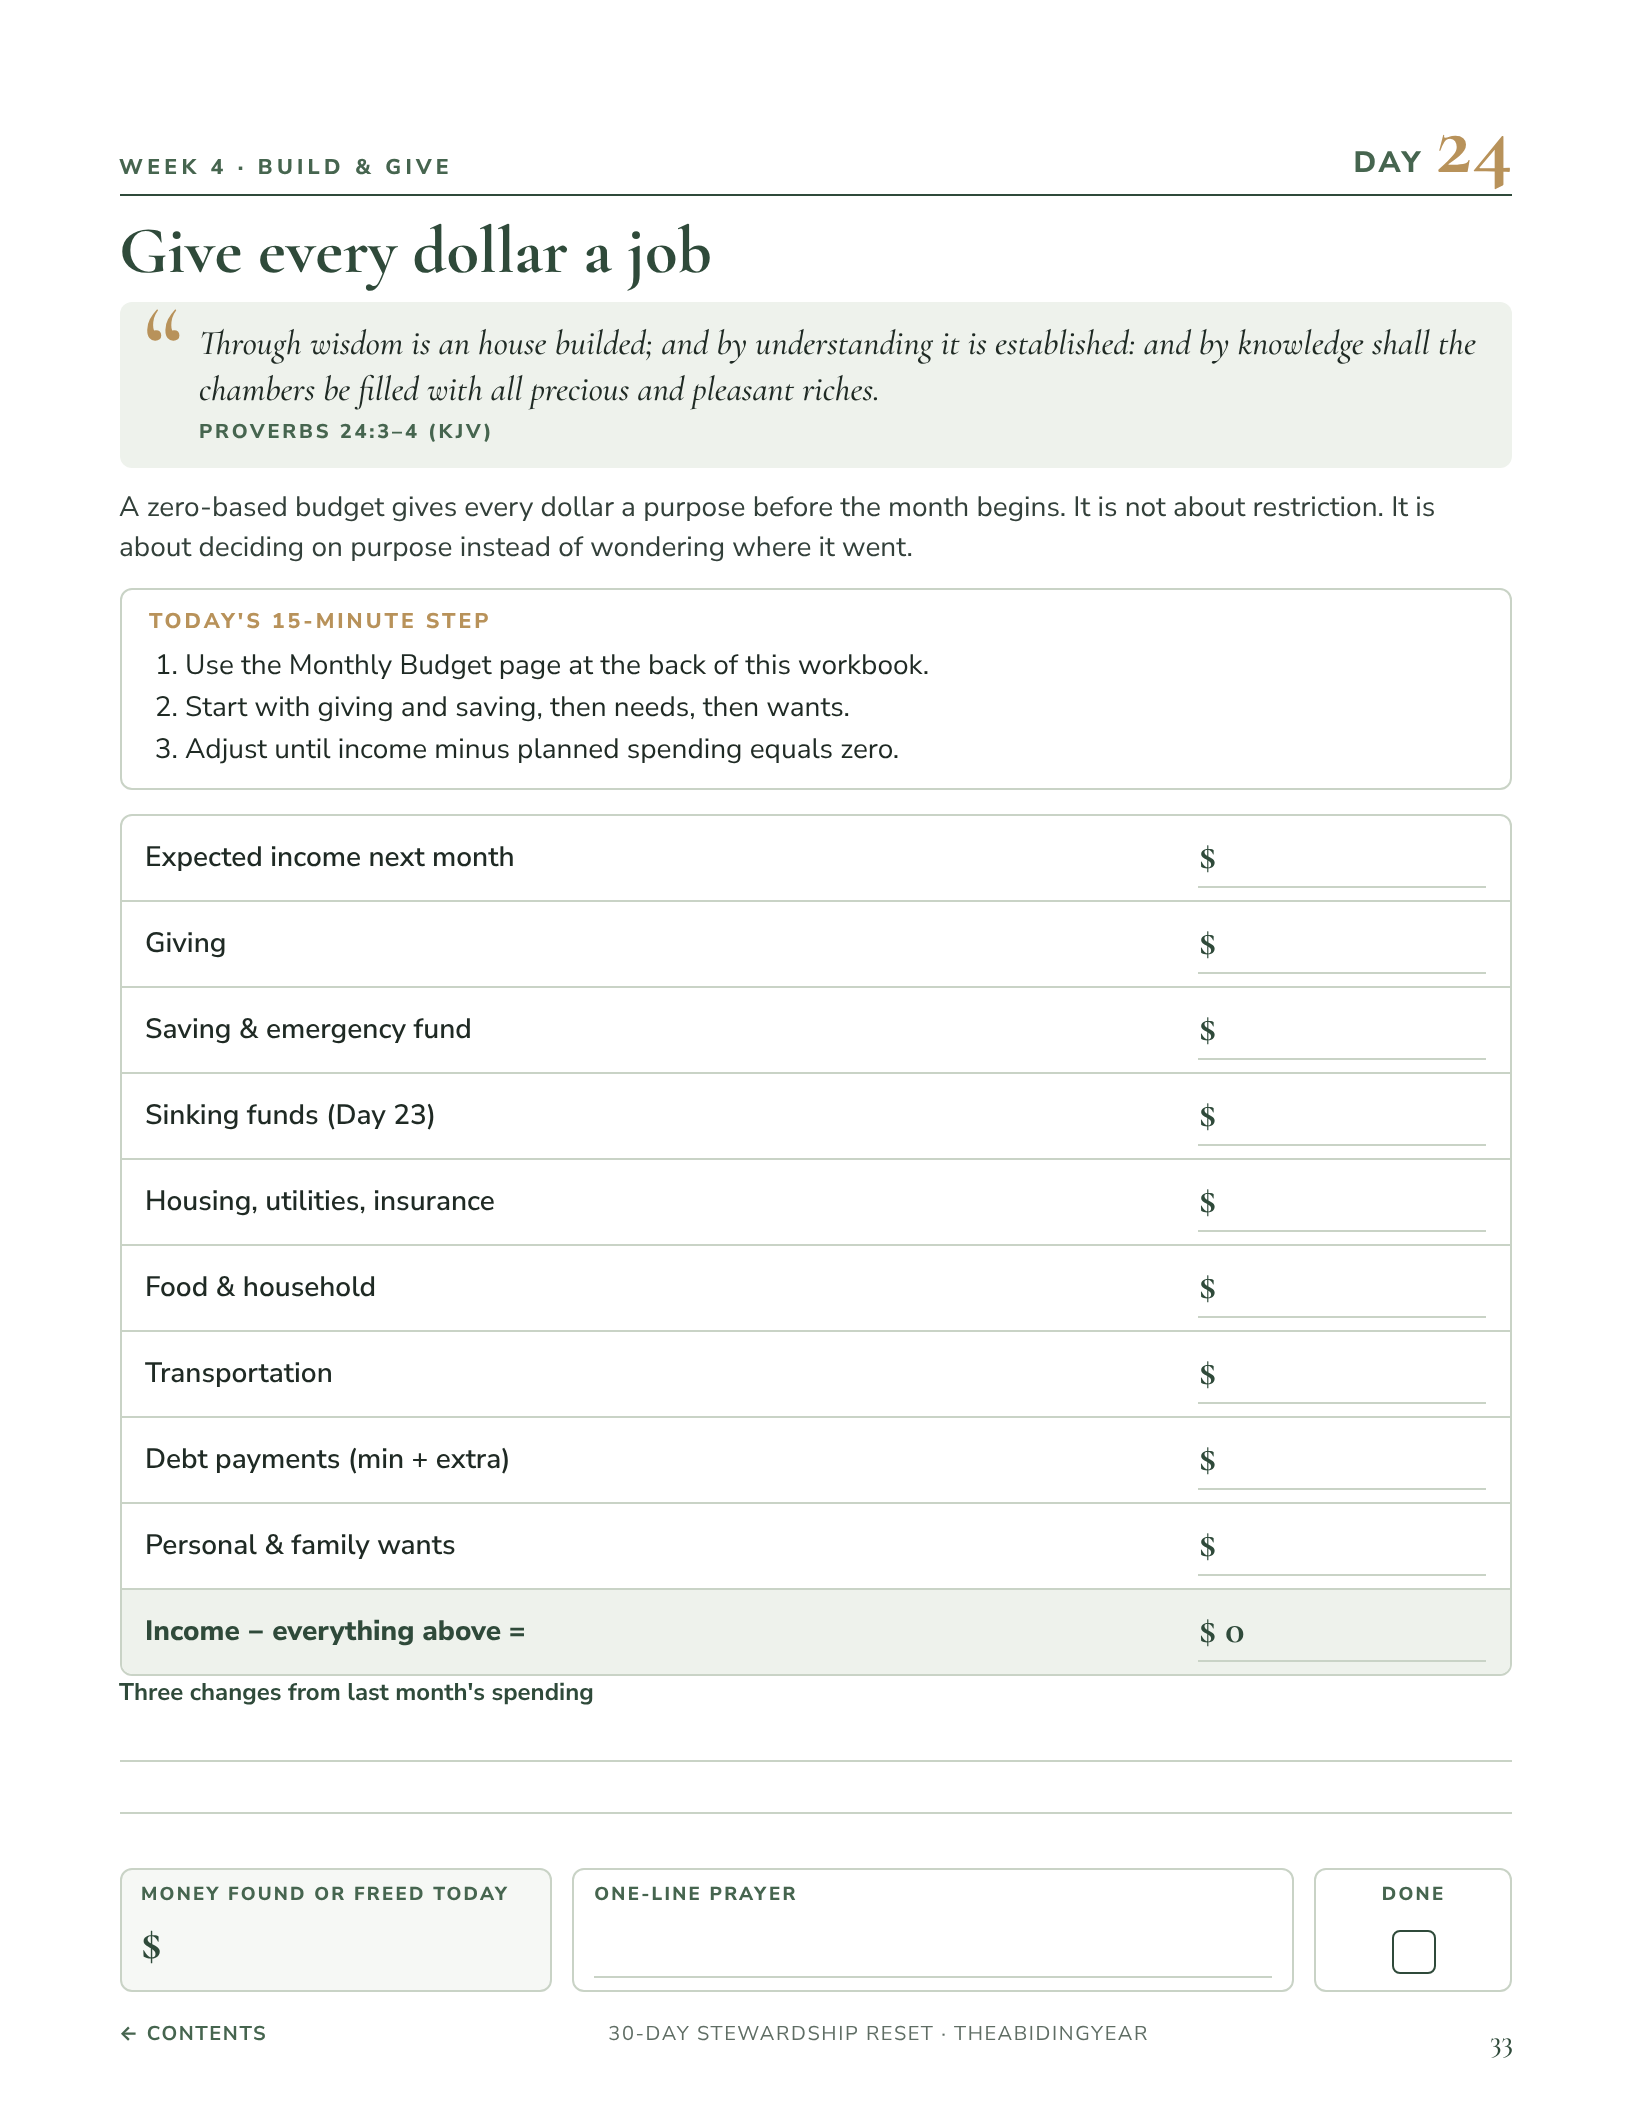 WEEK 4 · BUILD & GIVE
DAY 24
Give every dollar a job
“ Through wisdom is an house builded; and by understanding it is established: and by knowledge shall the
chambers be filled with all precious and pleasant riches.
PROVERBS 24:3–4 (KJV)
A zero-based budget gives every dollar a purpose before the month begins. It is not about restriction. It is
about deciding on purpose instead of wondering where it went.
TODAY'S 15-MINUTE STEP
1. Use the Monthly Budget page at the back of this workbook.
2. Start with giving and saving, then needs, then wants.
3. Adjust until income minus planned spending equals zero.
Expected income next month $
Giving $
Saving & emergency fund $
Sinking funds (Day 23) $
Housing, utilities, insurance $
Food & household $
Transportation $
Debt payments (min + extra) $
Personal & family wants $
Income − everything above = $ 0
Three changes from last month's spending
MONEY FOUND OR FREED TODAY
$
ONE-LINE PRAYER
DONE
← CONTENTS
30-DAY STEWARDSHIP RESET · THEABIDINGYEAR
33